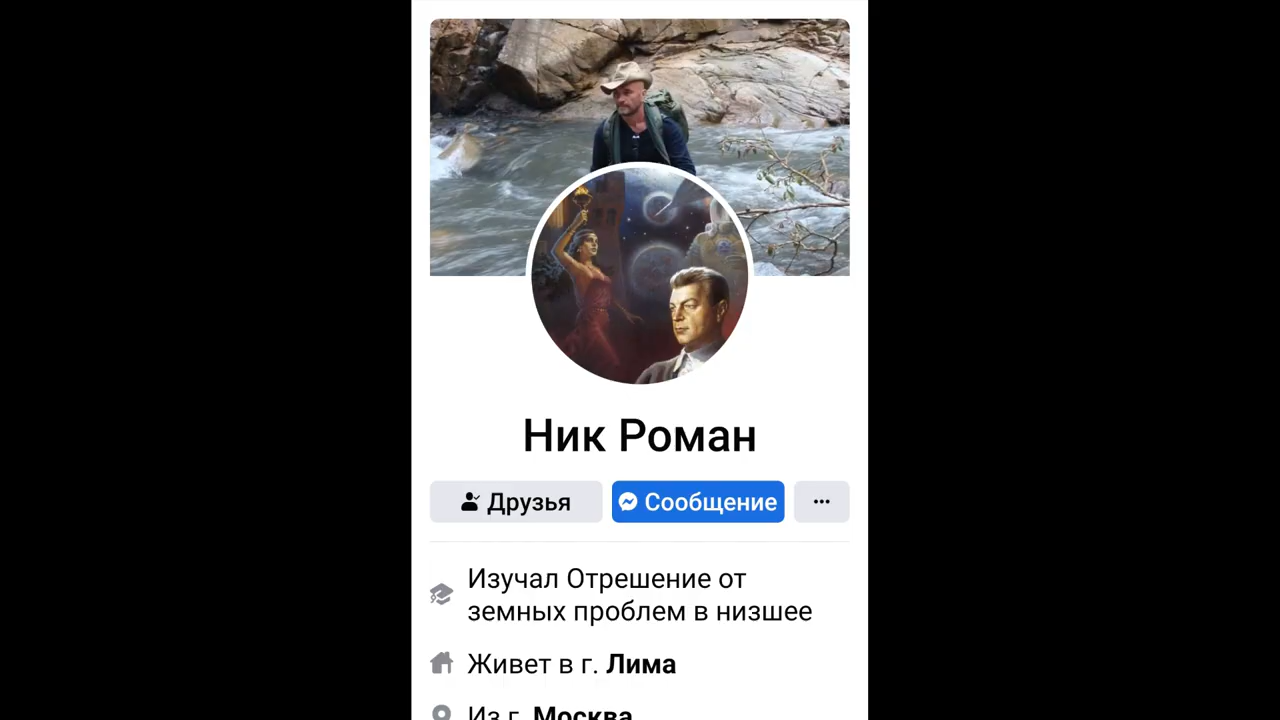 Ник Роман
Друзья
Сообщение
Изучал Отрешение от
земных проблем в низшее
Живет в г. Лима
Из г. Москва